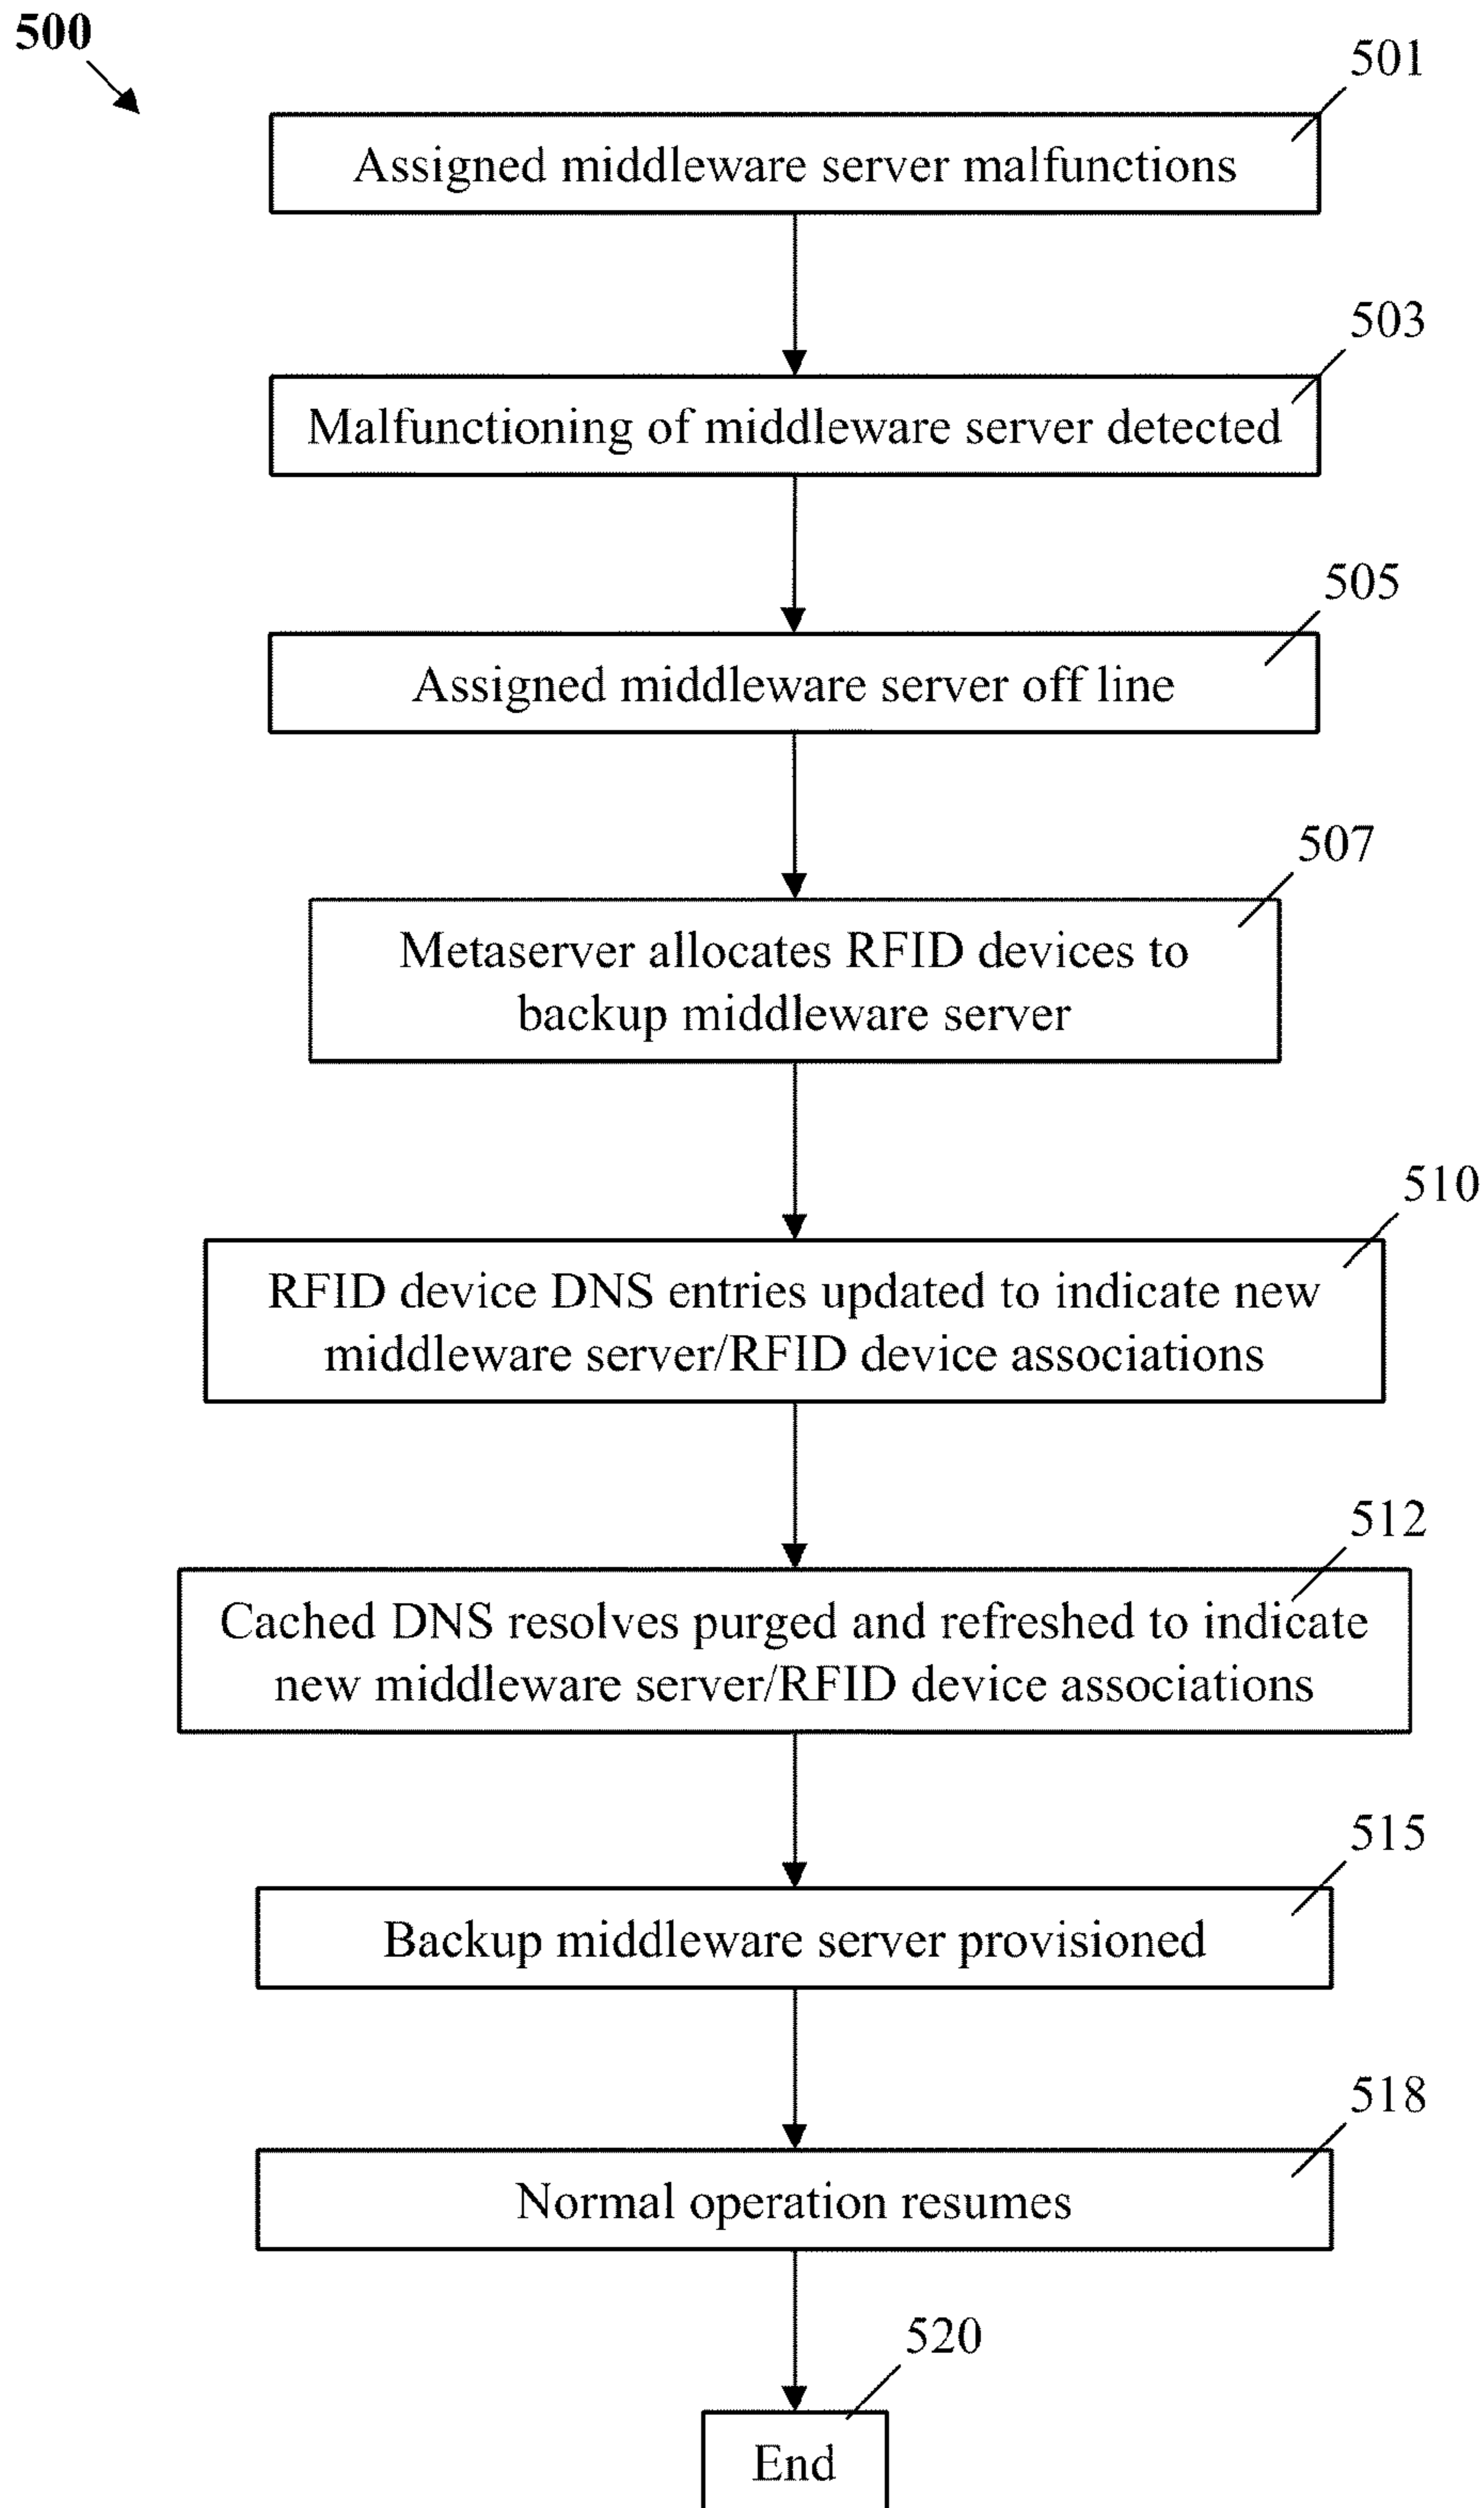 500
501
Assigned middleware server malfunctions
503
Malfunctioning of middleware server detected
505
Assigned middleware server off line
507
Metaserver allocates RFID devices to
backup middleware server
510
RFID device DNS entries updated to indicate new
middleware server/RFID device associations
512
Cached DNS resolves purged and refreshed to indicate
new middleware server/RFID device associations
515
Backup middleware server provisioned
518
Normal operation resumes
520
End